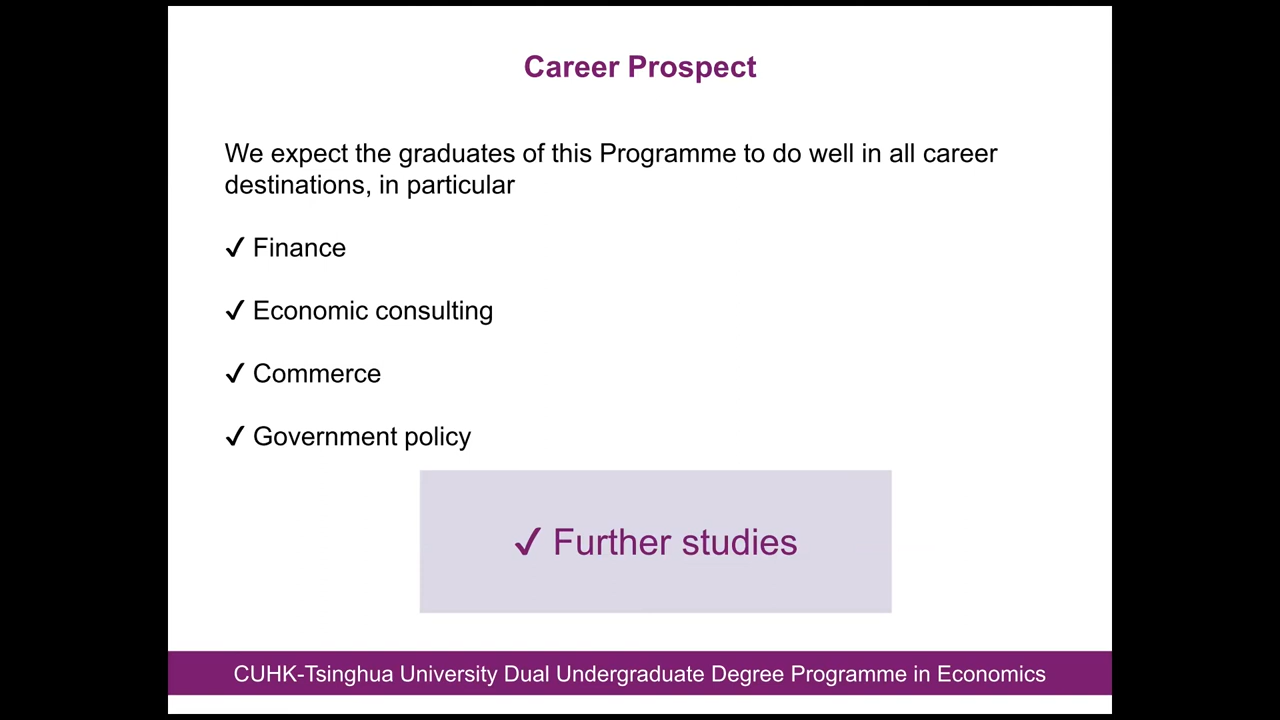 Career Prospect
We expect the graduates of this Programme to do well in all career
destinations, in particular
✓ Finance
✓ Economic consulting
✓ Commerce
✓ Government policy
✓ Further studies
CUHK-Tsinghua University Dual Undergraduate Degree Programme in Economics